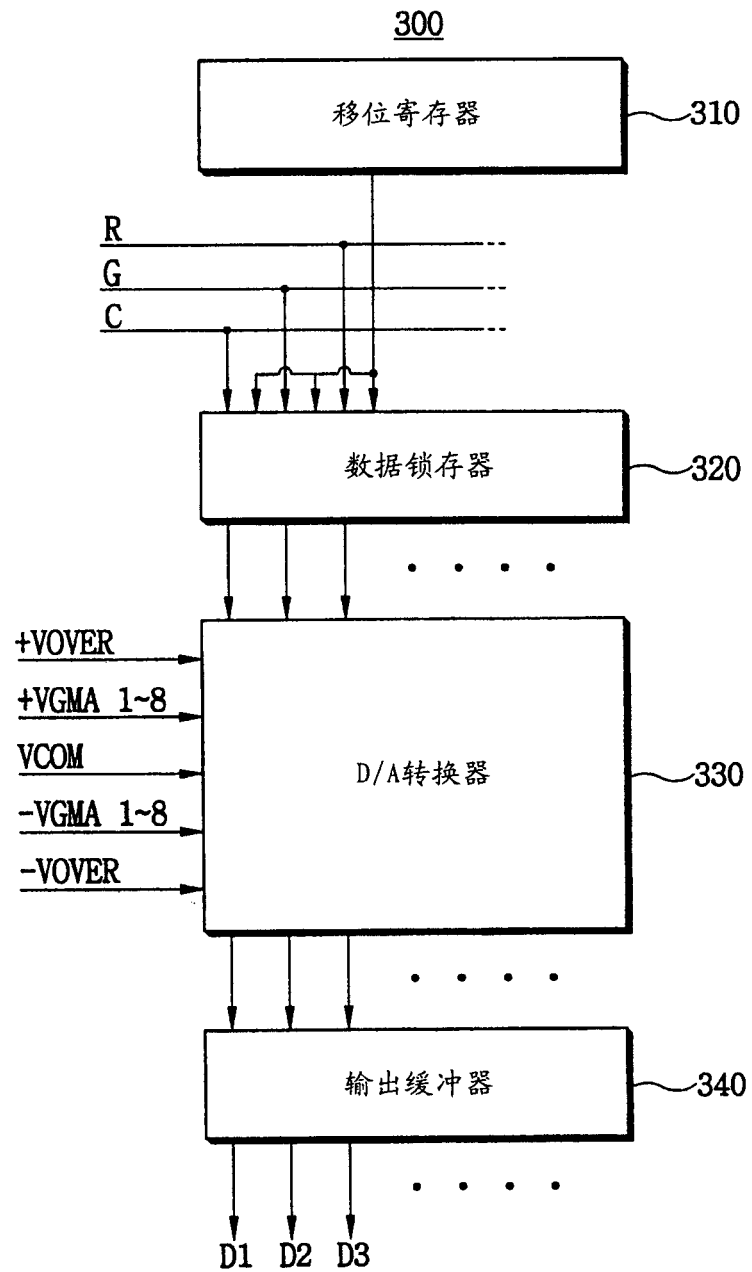 300
移位寄存器
310
R
G
C
数据锁存器
320
+VOVER
+VGMA 1~8
VCOM
-VGMA 1~8
-VOVER
D/A转换器
330
输出缓冲器
340
D1 D2 D3